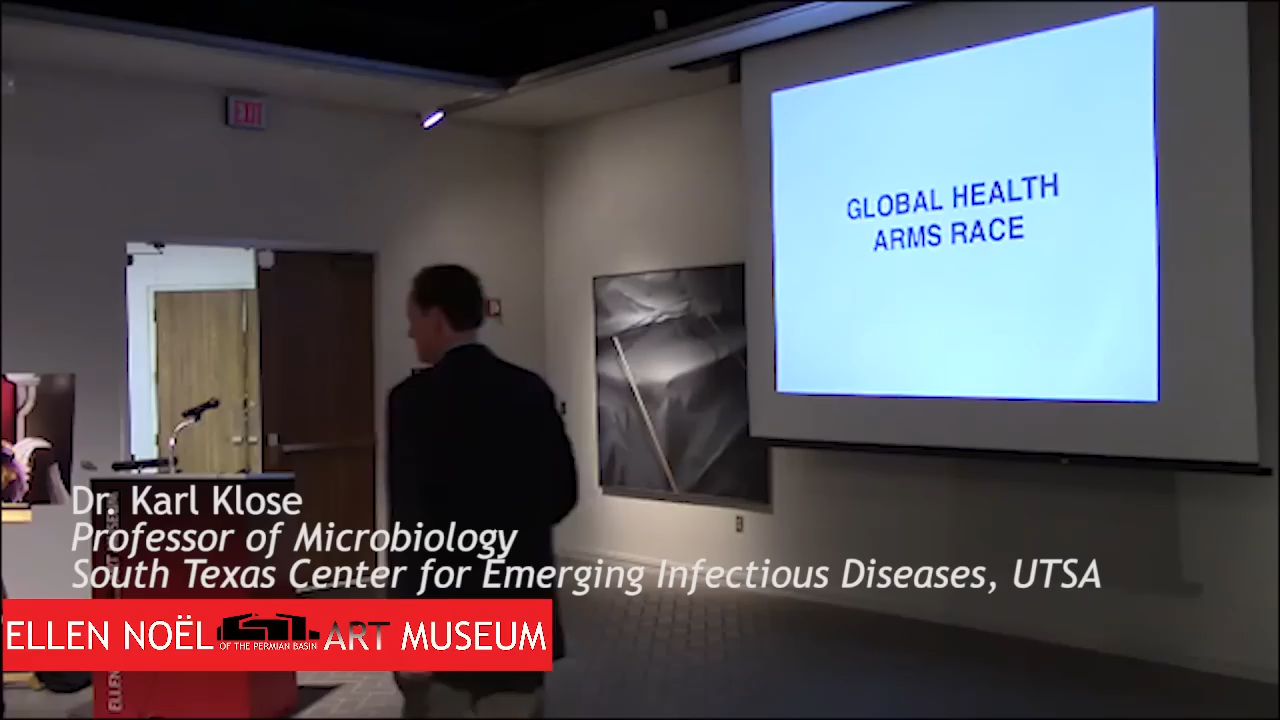 EXIT
GLOBAL HEALTH
ARMS RACE
Dr. Karl Klose
Professor of Microbiology
South Texas Center for Emerging Infectious Diseases, UTSA
ELLEN NOËL OF THE PERMIAN BASIN ART MUSEUM
ELLEN